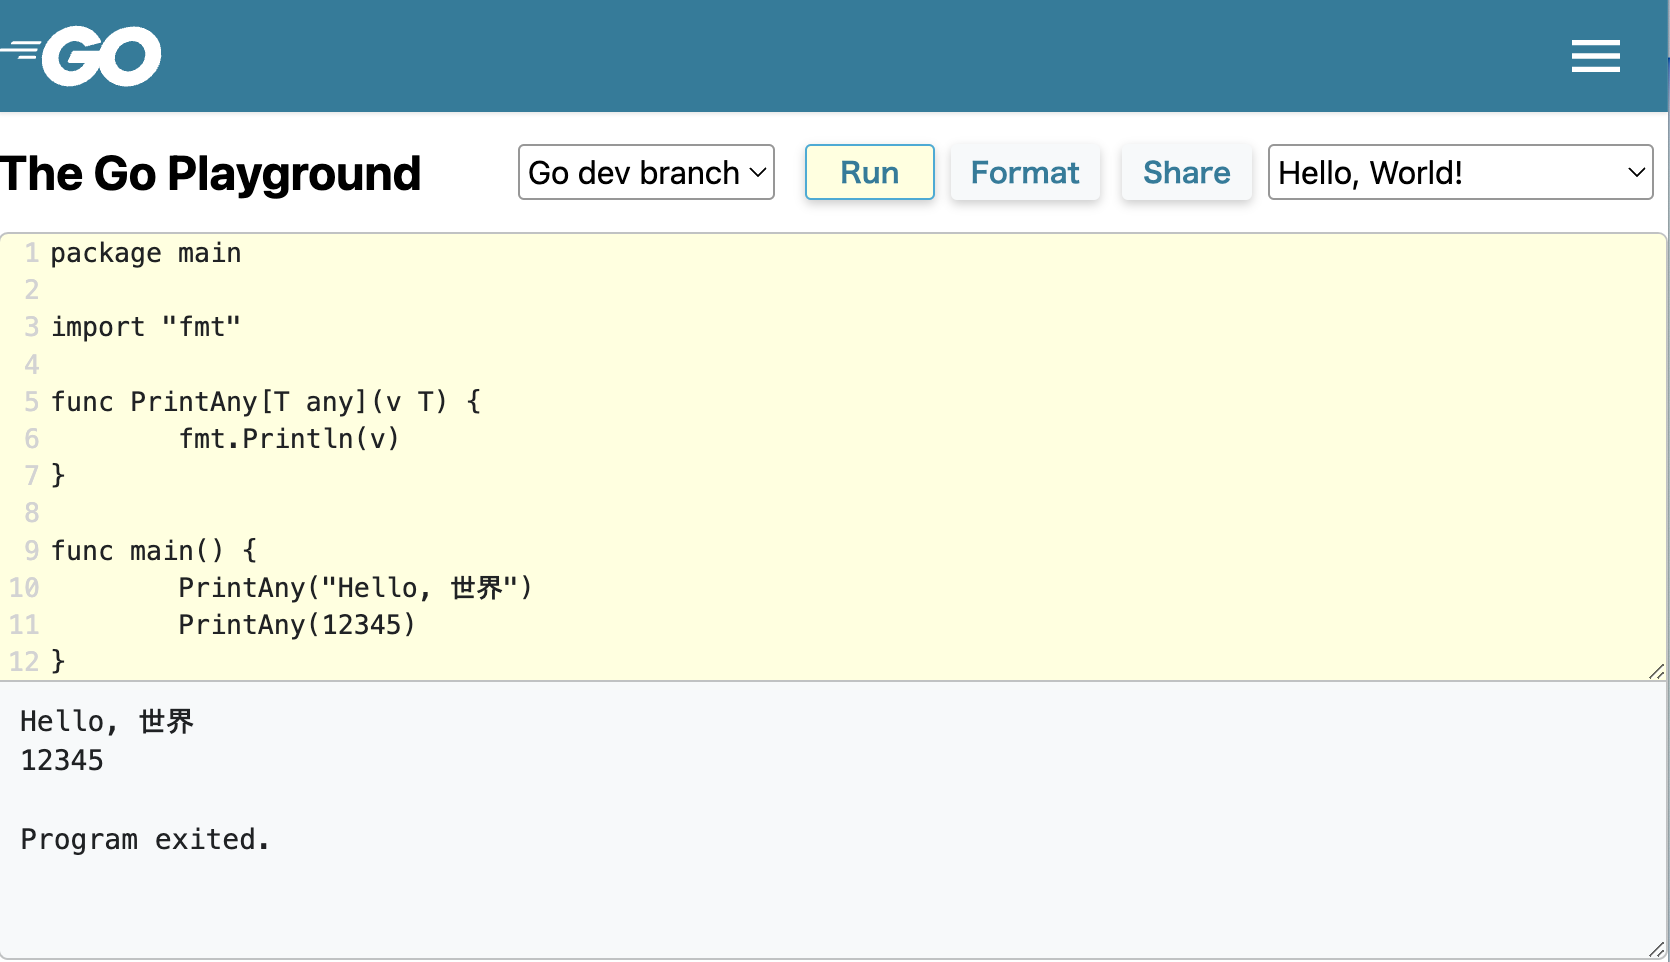 GO
The Go Playground
Go dev branch
Run
Format
Share
Hello, World!
1 package main
2
3 import "fmt"
4
5 func PrintAny[T any](v T) {
6         fmt.Println(v)
7 }
8
9 func main() {
10         PrintAny("Hello, 世界")
11         PrintAny(12345)
12 }
Hello, 世界
12345
Program exited.